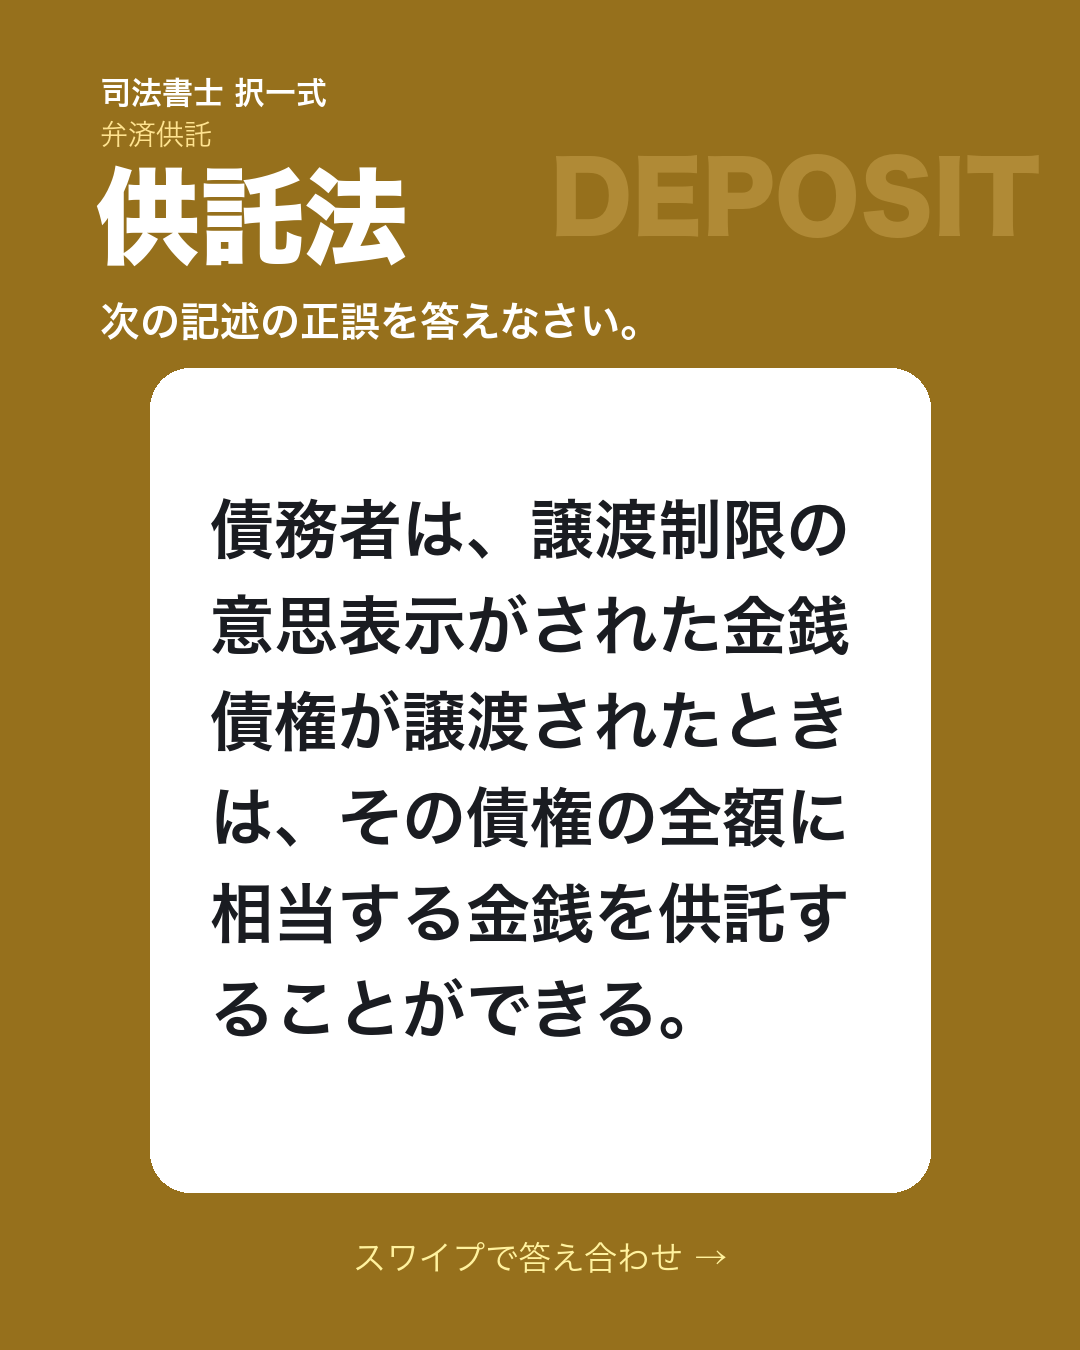 司法書士 択一式
弁済供託
供託法
DEPOSIT
次の記述の正誤を答えなさい。
債務者は、譲渡制限の
意思表示がされた金銭
債権が譲渡されたとき
は、その債権の全額に
相当する金銭を供託す
ることができる。
スワイプで答え合わせ →